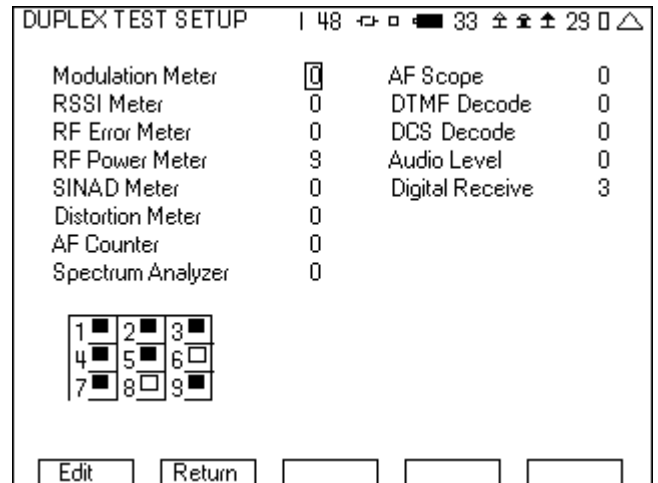 DUPLEX TEST SETUP | 48 33 29
Modulation Meter 0 AF Scope 0
RSSI Meter 0 DTMF Decode 0
RF Error Meter 0 DCS Decode 0
RF Power Meter 9 Audio Level 0
SINAD Meter 0 Digital Receive 3
Distortion Meter 0
AF Counter 0
Spectrum Analyzer 0
1 2 3
4 5 6
7 8 9
Edit Return